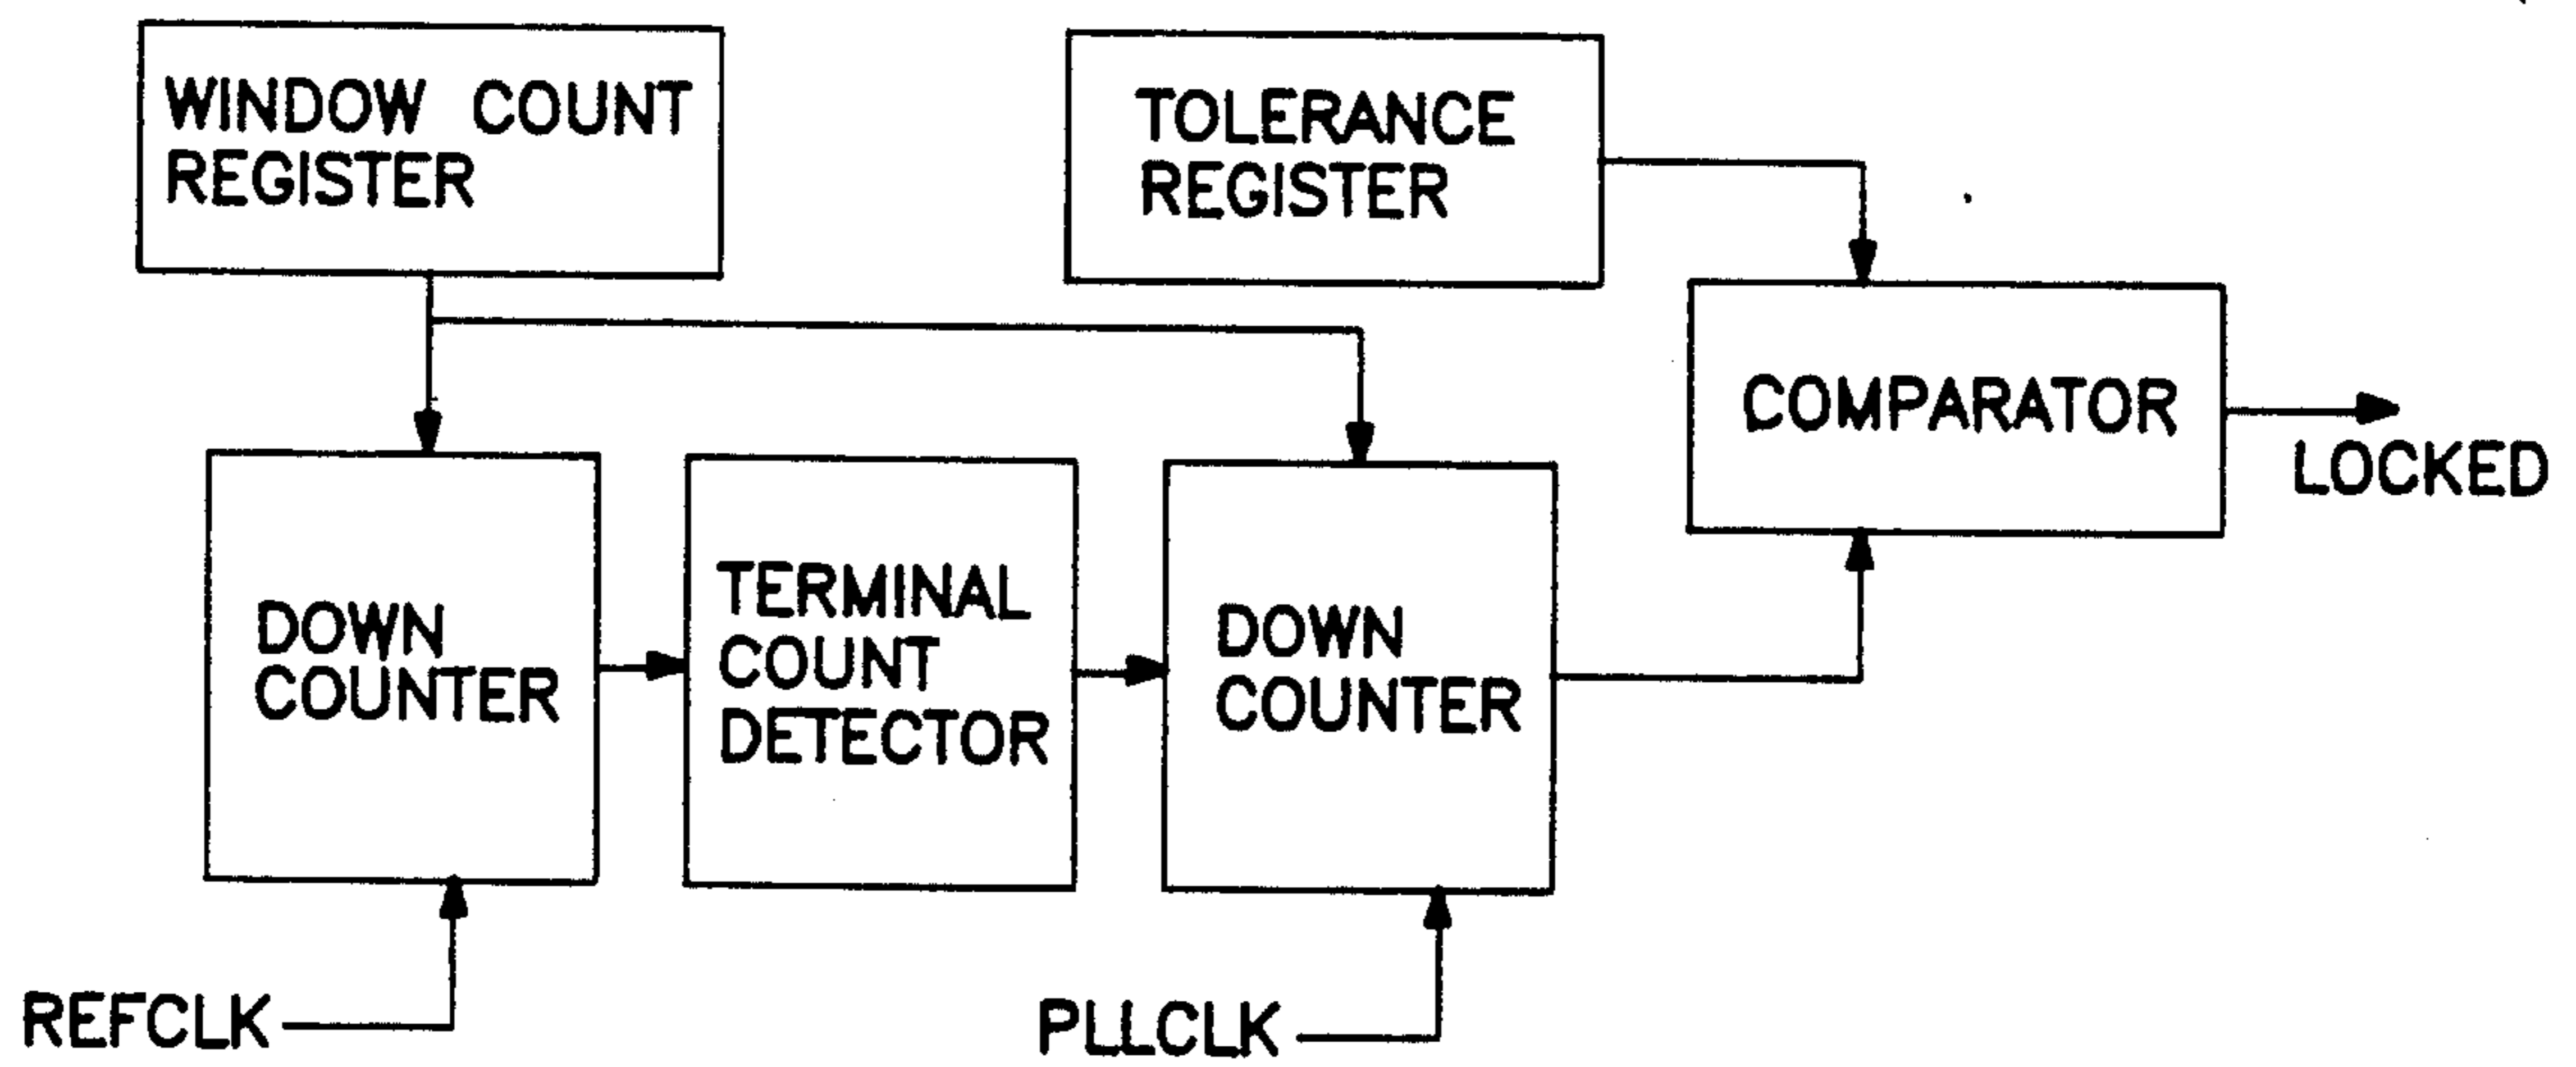 WINDOW COUNT
REGISTER
TOLERANCE
REGISTER
COMPARATOR
LOCKED
DOWN
COUNTER
TERMINAL
COUNT
DETECTOR
DOWN
COUNTER
REFCLK
PLLCLK